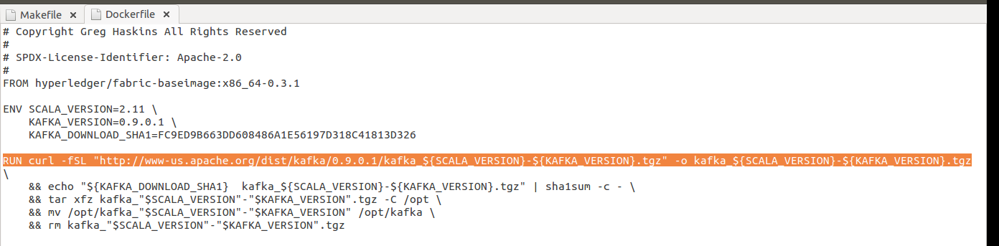 Makefile × Dockerfile ×
# Copyright Greg Haskins All Rights Reserved
#
# SPDX-License-Identifier: Apache-2.0
#
FROM hyperledger/fabric-baseimage:x86_64-0.3.1
ENV SCALA_VERSION=2.11 \
    KAFKA_VERSION=0.9.0.1 \
    KAFKA_DOWNLOAD_SHA1=FC9ED9B663DD608486A1E56197D318C41813D326
RUN curl -fSL "http://www-us.apache.org/dist/kafka/0.9.0.1/kafka_${SCALA_VERSION}-${KAFKA_VERSION}.tgz" -o kafka_${SCALA_VERSION}-${KAFKA_VERSION}.tgz
\
    && echo "${KAFKA_DOWNLOAD_SHA1}  kafka_${SCALA_VERSION}-${KAFKA_VERSION}.tgz" | sha1sum -c - \
    && tar xfz kafka_"$SCALA_VERSION"-"$KAFKA_VERSION".tgz -C /opt \
    && mv /opt/kafka_"$SCALA_VERSION"-"$KAFKA_VERSION" /opt/kafka \
    && rm kafka_"$SCALA_VERSION"-"$KAFKA_VERSION".tgz